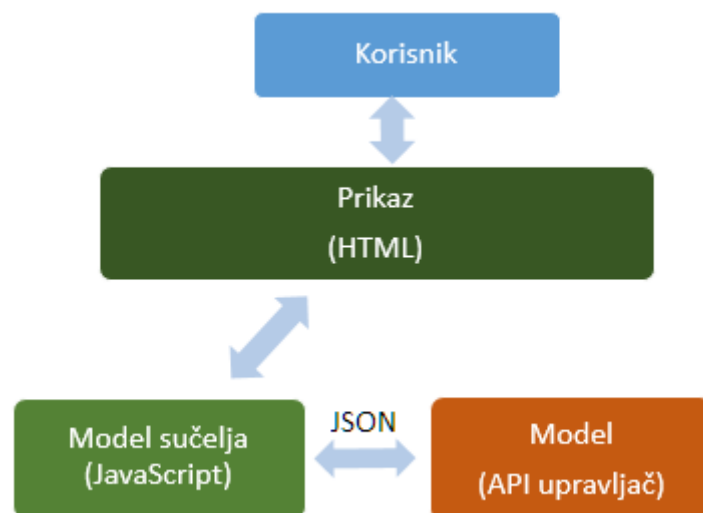 Korisnik
Prikaz
(HTML)
Model sučelja
(JavaScript)
JSON
Model
(API upravljač)